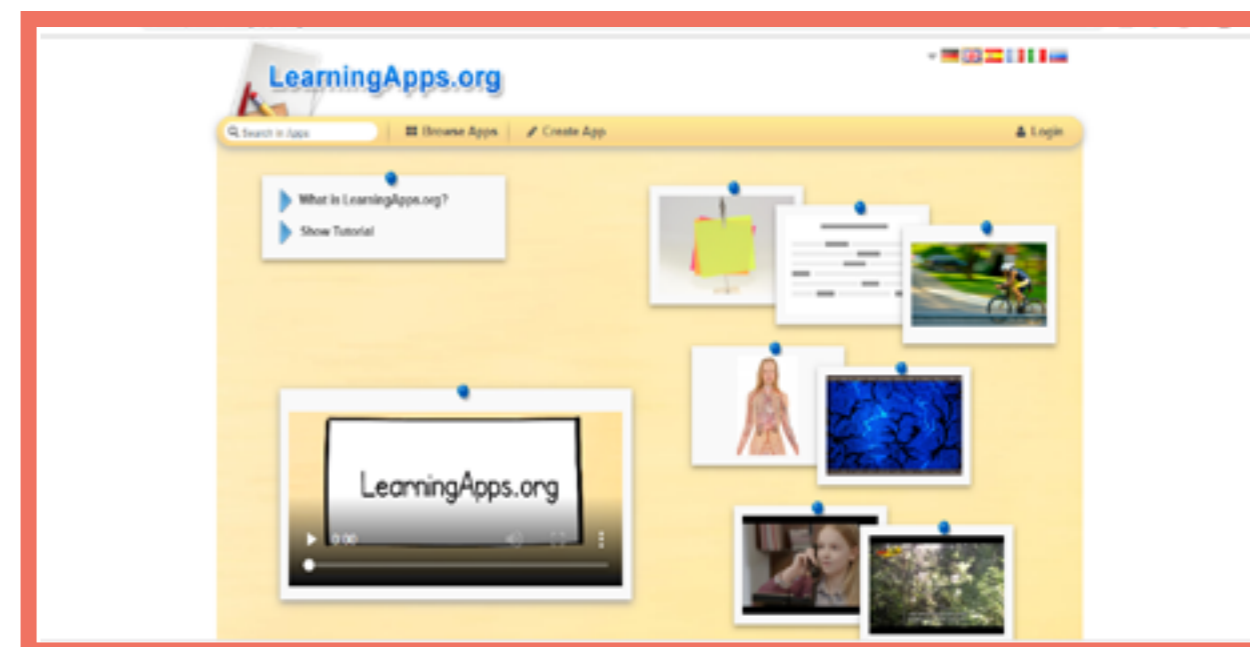 LearningApps.org
Search in Apps
Browse Apps
Create App
Login
What is LearningApps.org?
Show Tutorial
LearningApps.org
0:00